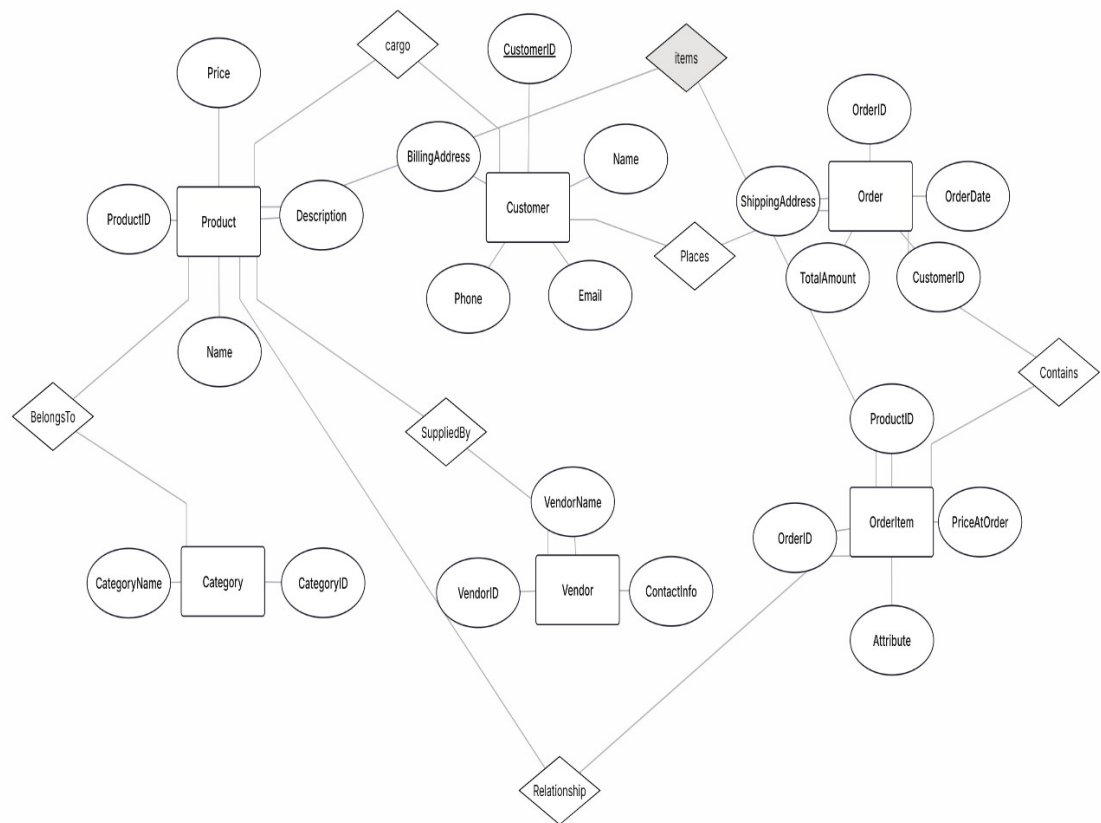 cargo
CustomerID
items
Price
OrderID
BillingAddress
Name
ProductID
Product
Description
Customer
ShippingAddress
Order
OrderDate
Places
Phone
Email
TotalAmount
CustomerID
Name
Contains
BelongsTo
SuppliedBy
ProductID
VendorName
OrderItem
PriceAtOrder
OrderID
CategoryName
Category
CategoryID
VendorID
Vendor
ContactInfo
Attribute
Relationship